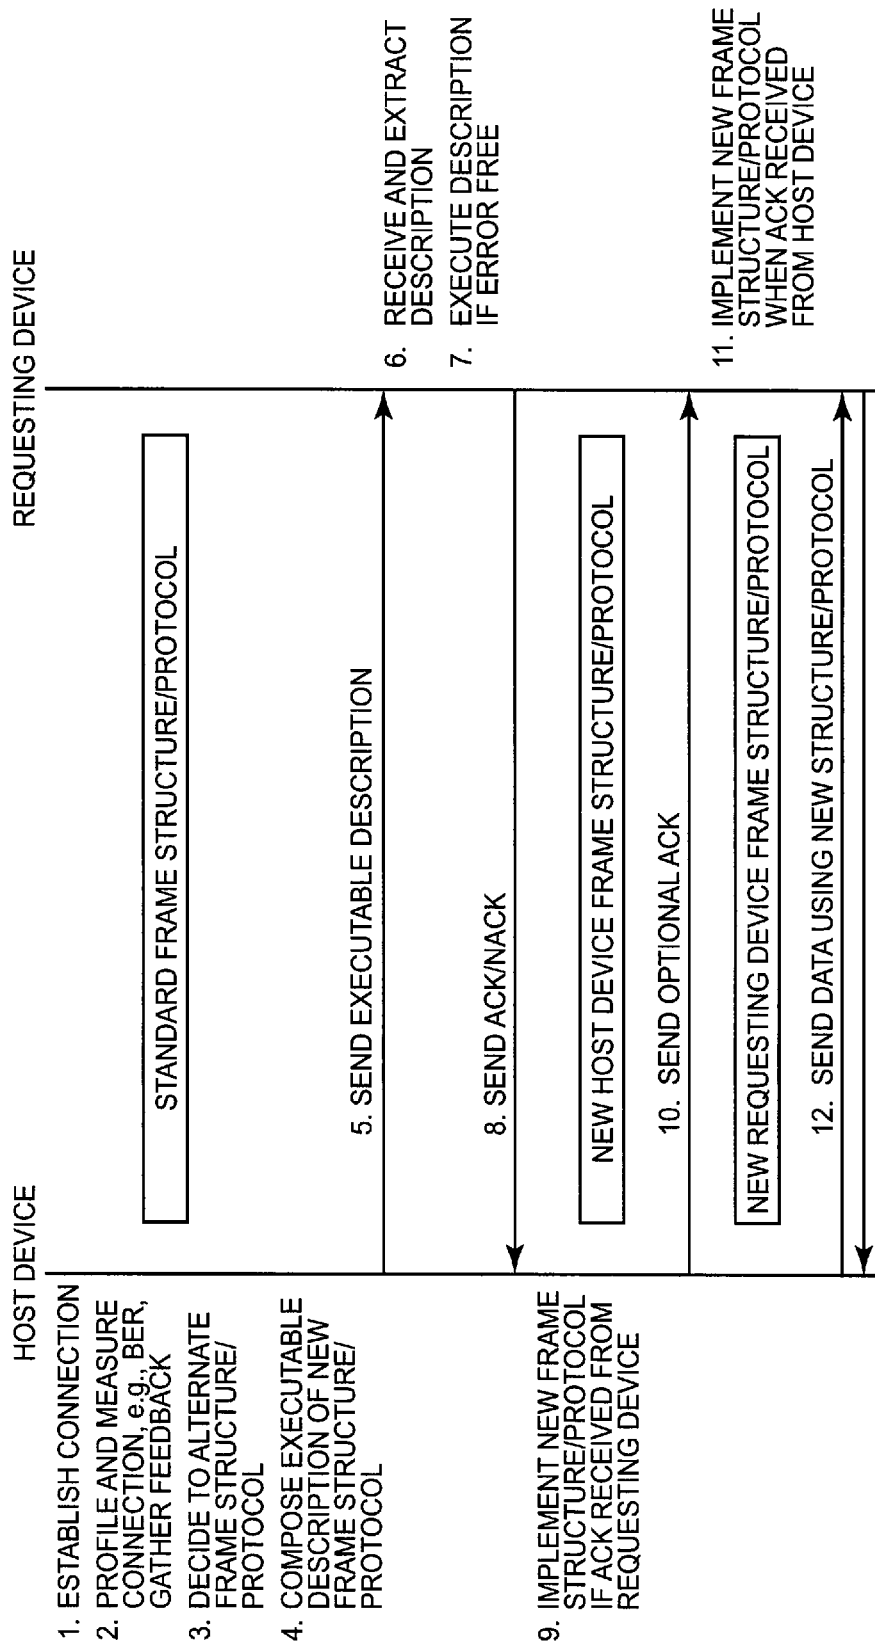 HOST DEVICE
REQUESTING DEVICE
1. ESTABLISH CONNECTION
2. PROFILE AND MEASURE
CONNECTION, e.g., BER,
GATHER FEEDBACK
3. DECIDE TO ALTERNATE
FRAME STRUCTURE/
PROTOCOL
4. COMPOSE EXECUTABLE
DESCRIPTION OF NEW
FRAME STRUCTURE/
PROTOCOL
STANDARD FRAME STRUCTURE/PROTOCOL
5. SEND EXECUTABLE DESCRIPTION
6. RECEIVE AND EXTRACT
DESCRIPTION
7. EXECUTE DESCRIPTION
IF ERROR FREE
8. SEND ACK/NACK
9. IMPLEMENT NEW FRAME
STRUCTURE/PROTOCOL
IF ACK RECEIVED FROM
REQUESTING DEVICE
NEW HOST DEVICE FRAME STRUCTURE/PROTOCOL
10. SEND OPTIONAL ACK
11. IMPLEMENT NEW FRAME
STRUCTURE/PROTOCOL
WHEN ACK RECEIVED
FROM HOST DEVICE
NEW REQUESTING DEVICE FRAME STRUCTURE/PROTOCOL
12. SEND DATA USING NEW STRUCTURE/PROTOCOL